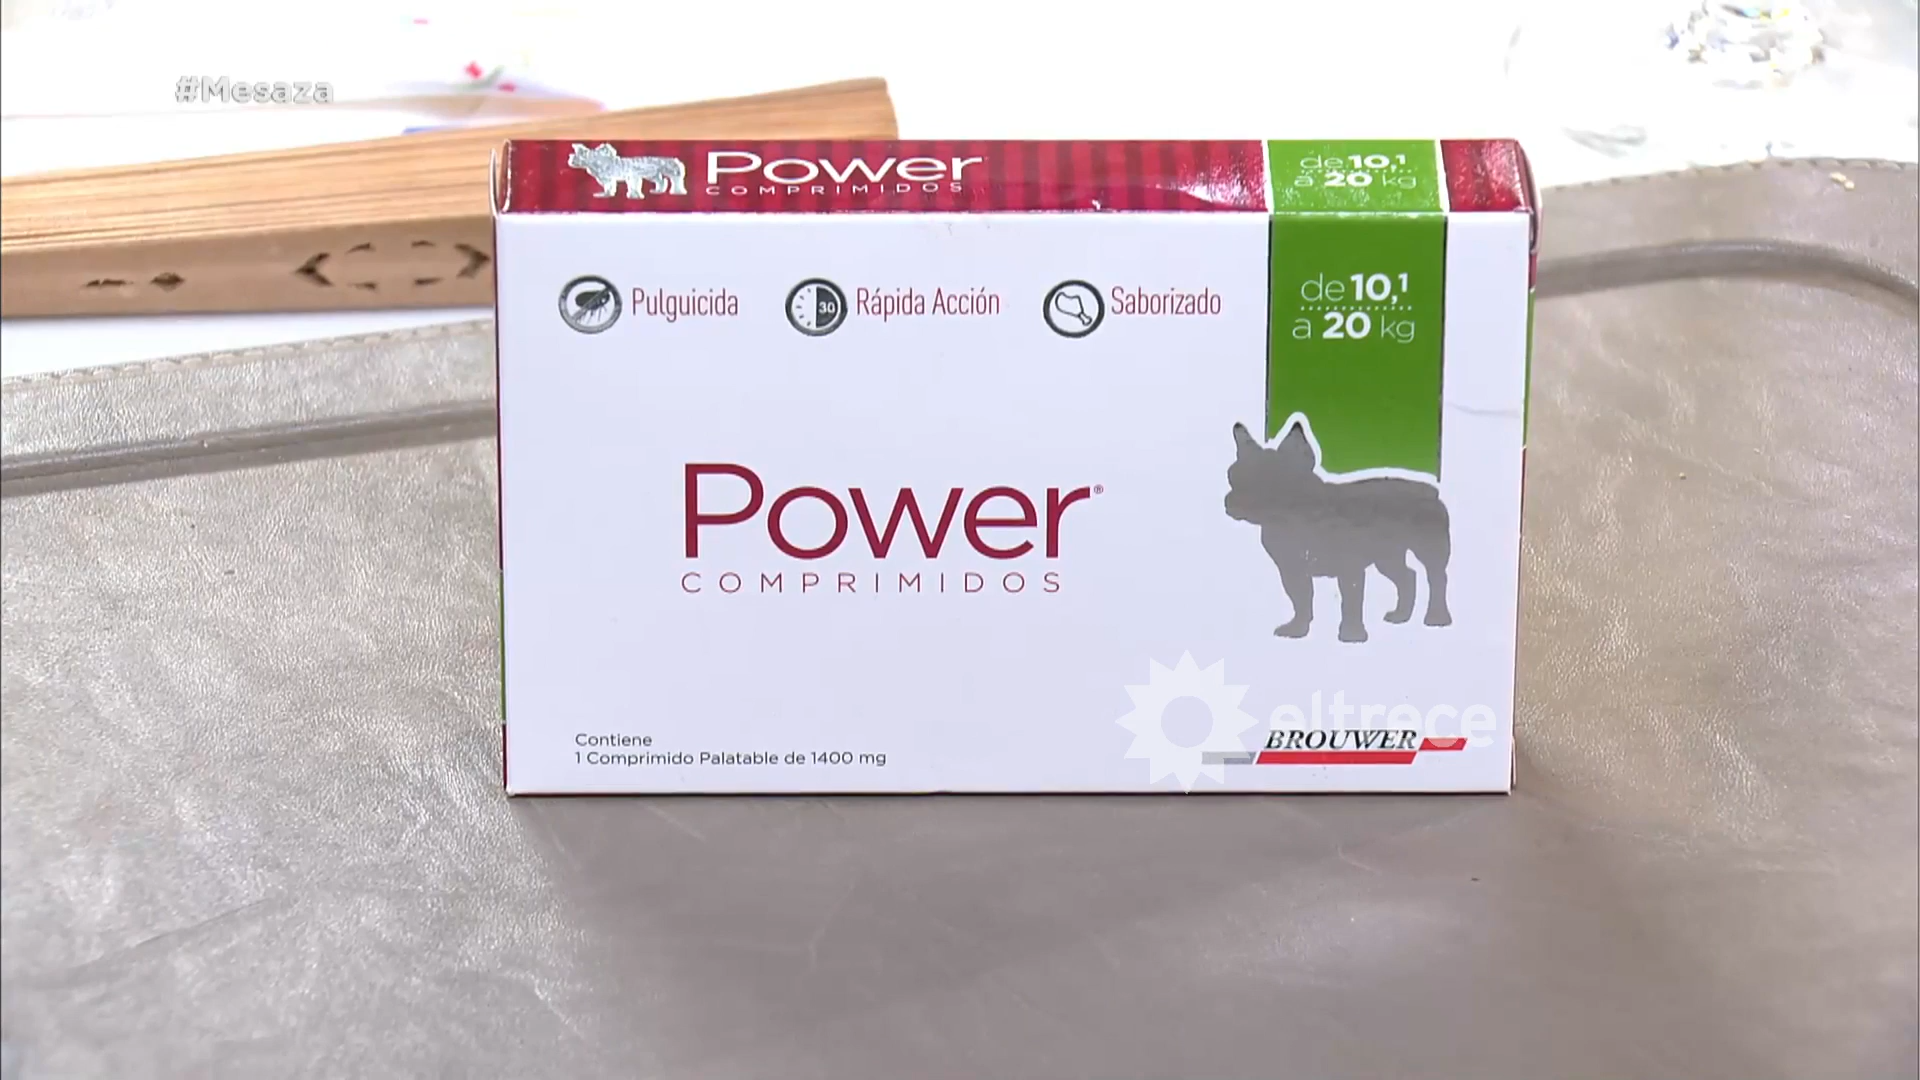 #Mesaza
Power
COMPRIMIDOS
de 10,1
a 20 kg
Pulguicida
30
Rápida Acción
Saborizado
de 10,1
a 20 kg
Power®
COMPRIMIDOS
Contiene
1 Comprimido Palatable de 1400 mg
eltrece
BROUWER